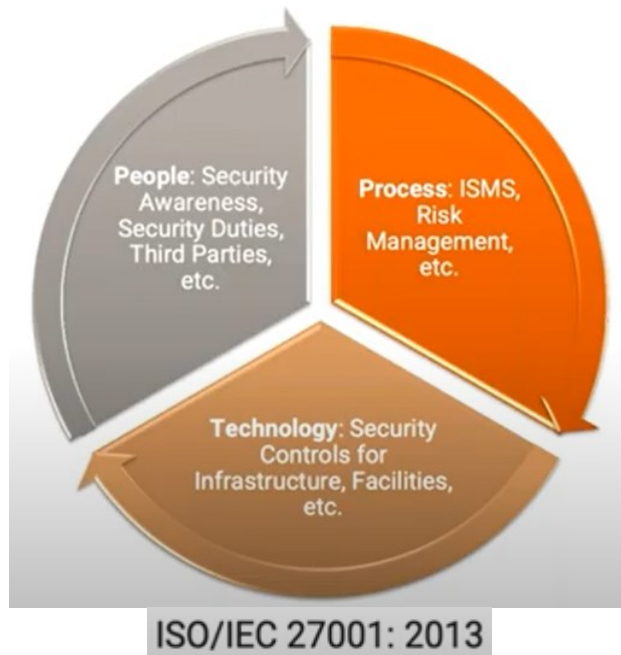 People: Security
Awareness,
Security Duties,
Third Parties,
etc.
Process: ISMS,
Risk
Management,
etc.
Technology: Security
Controls for
Infrastructure, Facilities,
etc.
ISO/IEC 27001: 2013